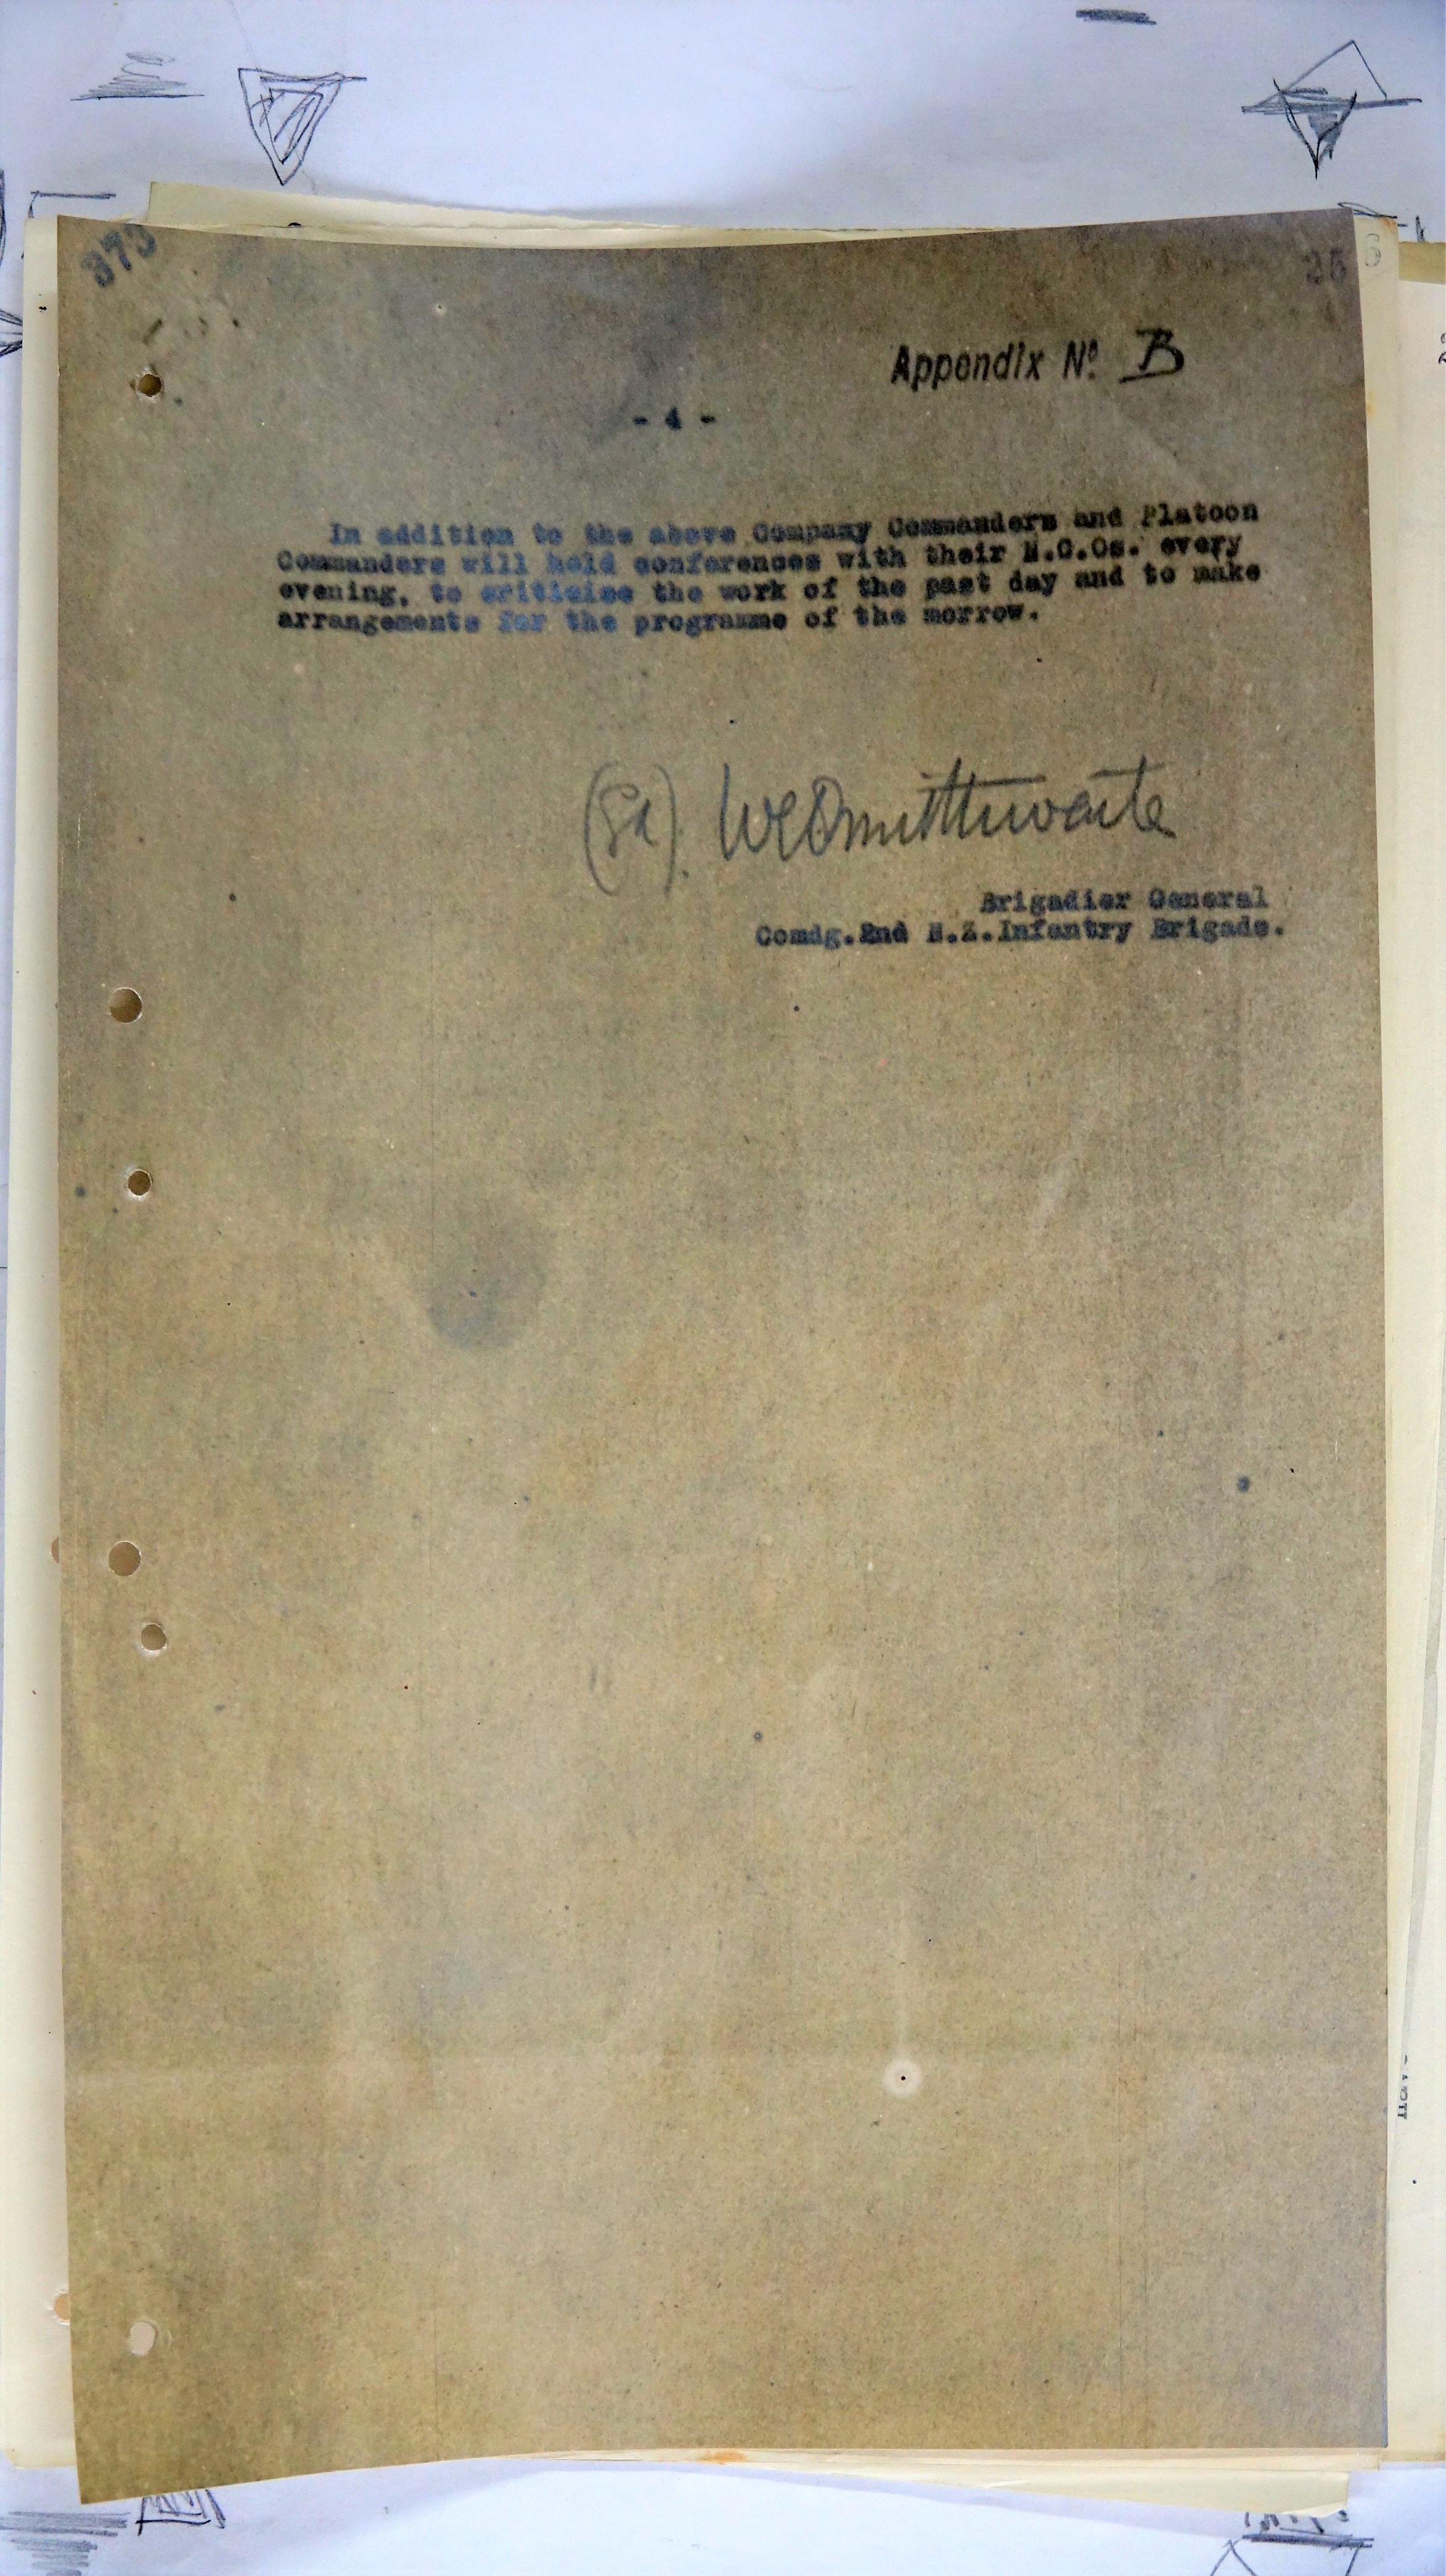 373
25
6
Appendix Nº B
- 4 -
In addition to the above Company Commanders and Platoon
Commanders will hold conferences with their N.C.Os. every
evening, to criticise the work of the past day and to make
arrangements for the programme of the morrow.
(Sd). W C Braithwaite
Brigadier General
Comdg.2nd N.Z.Infantry Brigade.